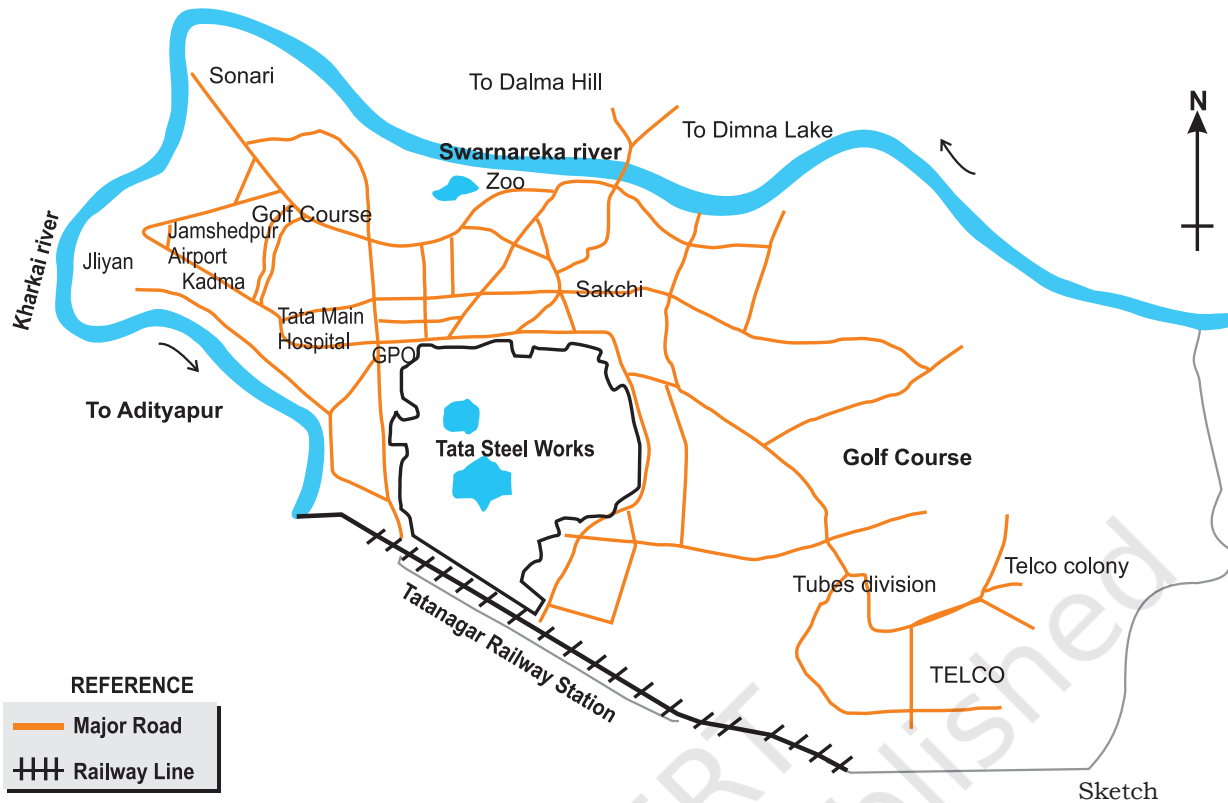 Sonari
To Dalma Hill
N
To Dimna Lake
Swarnareka river
Zoo
Golf Course
Jamshedpur
Airport
Kadma
Jliyan
Kharkai river
Sakchi
Tata Main
Hospital
GPO
To Adityapur
Tata Steel Works
Golf Course
Tubes division
Telco colony
TELCO
Tatanagar Railway Station
REFERENCE
Major Road
Railway Line
Sketch